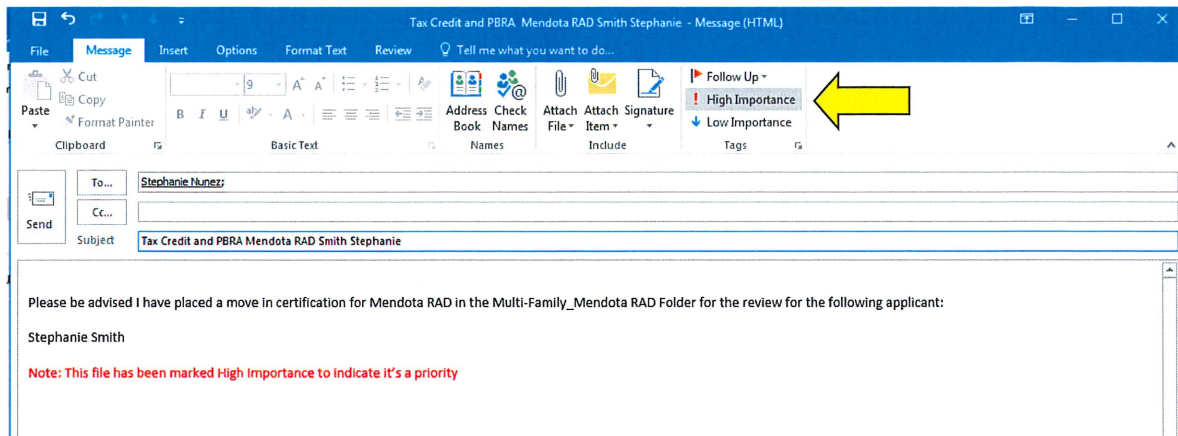 Tax Credit and PBRA Mendota RAD Smith Stephanie - Message (HTML)
File Message Insert Options Format Text Review Tell me what you want to do...
Cut
Copy
Format Painter
Paste
Clipboard
9 A A
B I U aby A
Basic Text
Address Book
Check Names
Names
Attach File
Attach Item
Signature
Include
Follow Up
! High Importance
Low Importance
Tags
Send
To... Stephanie Nunez;
Cc...
Subject Tax Credit and PBRA Mendota RAD Smith Stephanie
Please be advised I have placed a move in certification for Mendota RAD in the Multi-Family_Mendota RAD Folder for the review for the following applicant:
Stephanie Smith
Note: This file has been marked High Importance to indicate it's a priority